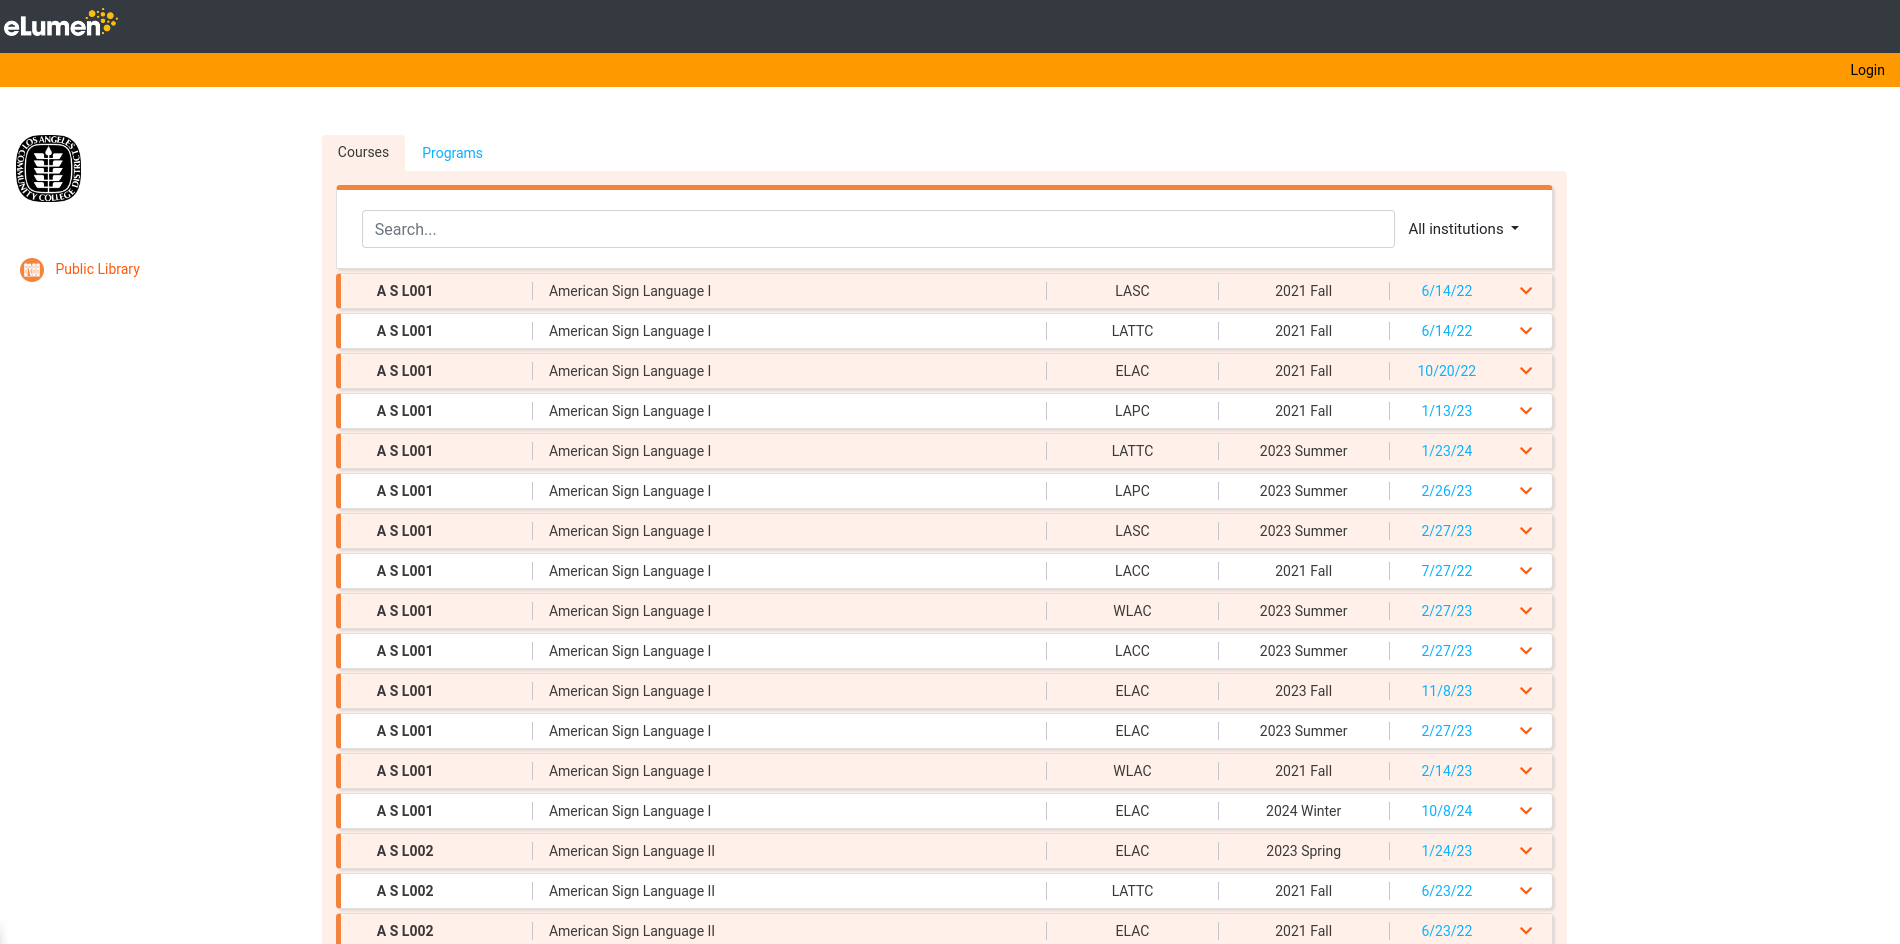 eLumen
Login
LOS ANGELES COMMUNITY COLLEGE DISTRICT
Courses Programs
Search... All institutions
Public Library
A S L001 American Sign Language I LASC 2021 Fall 6/14/22
A S L001 American Sign Language I LATTC 2021 Fall 6/14/22
A S L001 American Sign Language I ELAC 2021 Fall 10/20/22
A S L001 American Sign Language I LAPC 2021 Fall 1/13/23
A S L001 American Sign Language I LATTC 2023 Summer 1/23/24
A S L001 American Sign Language I LAPC 2023 Summer 2/26/23
A S L001 American Sign Language I LASC 2023 Summer 2/27/23
A S L001 American Sign Language I LACC 2021 Fall 7/27/22
A S L001 American Sign Language I WLAC 2023 Summer 2/27/23
A S L001 American Sign Language I LACC 2023 Summer 2/27/23
A S L001 American Sign Language I ELAC 2023 Fall 11/8/23
A S L001 American Sign Language I ELAC 2023 Summer 2/27/23
A S L001 American Sign Language I WLAC 2021 Fall 2/14/23
A S L001 American Sign Language I ELAC 2024 Winter 10/8/24
A S L002 American Sign Language II ELAC 2023 Spring 1/24/23
A S L002 American Sign Language II LATTC 2021 Fall 6/23/22
A S L002 American Sign Language II ELAC 2021 Fall 6/23/22